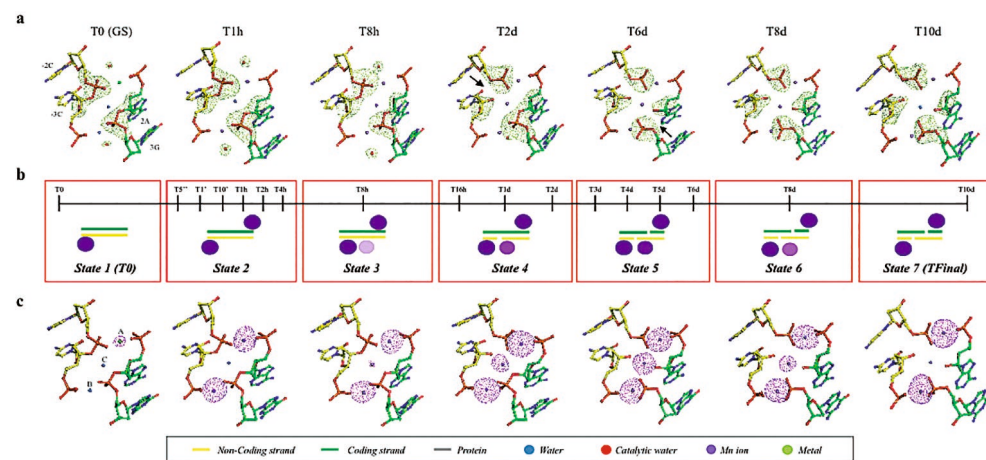 a
T0 (GS) T1h T8h T2d T6d T8d T10d
-2C
-3C
2A
3G
b
T0 T5'' T1' T10' T1h T2h T4h T8h T16h T1d T2d T3d T4d T5d T6d T8d T10d
State 1 (T0) State 2 State 3 State 4 State 5 State 6 State 7 (TFinal)
c
A
C
B
Non-Coding strand Coding strand Protein Water Catalytic water Mn ion Metal